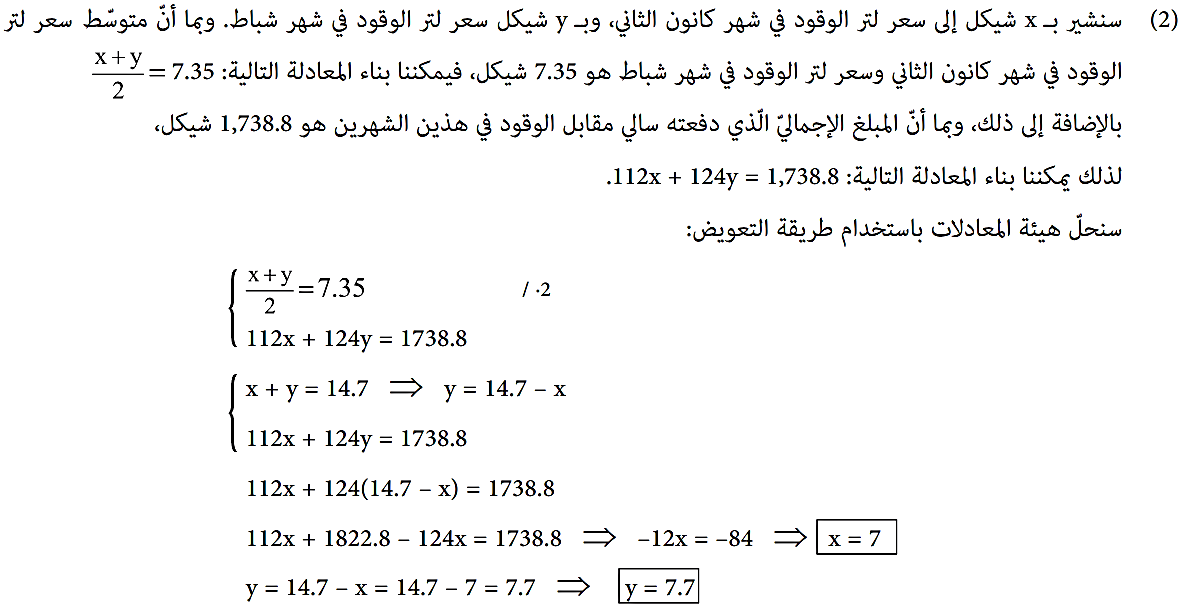 (2) سنشير بـ x شيكل إلى سعر لتر الوقود في شهر كانون الثاني، وبـ y شيكل سعر لتر الوقود في شهر شباط. وبما أنّ متوسّط سعر لتر
الوقود في شهر كانون الثاني وسعر لتر الوقود في شهر شباط هو 7.35 شيكل، فيمكننا بناء المعادلة التالية: $\frac{x+y}{2} = 7.35$
بالإضافة إلى ذلك، وبما أنّ المبلغ الإجماليّ الّذي دفعته سالي مقابل الوقود في هذين الشهرين هو 1,738.8 شيكل،
لذلك يمكننا بناء المعادلة التالية: 112x + 124y = 1,738.8.
سنحلّ هيئة المعادلات باستخدام طريقة التعويض:
$\frac{x+y}{2} = 7.35$ / ·2
112x + 124y = 1738.8
x + y = 14.7 ⟹ y = 14.7 – x
112x + 124y = 1738.8
112x + 124(14.7 – x) = 1738.8
112x + 1822.8 – 124x = 1738.8 ⟹ –12x = –84 ⟹ x = 7
y = 14.7 – x = 14.7 – 7 = 7.7 ⟹ y = 7.7